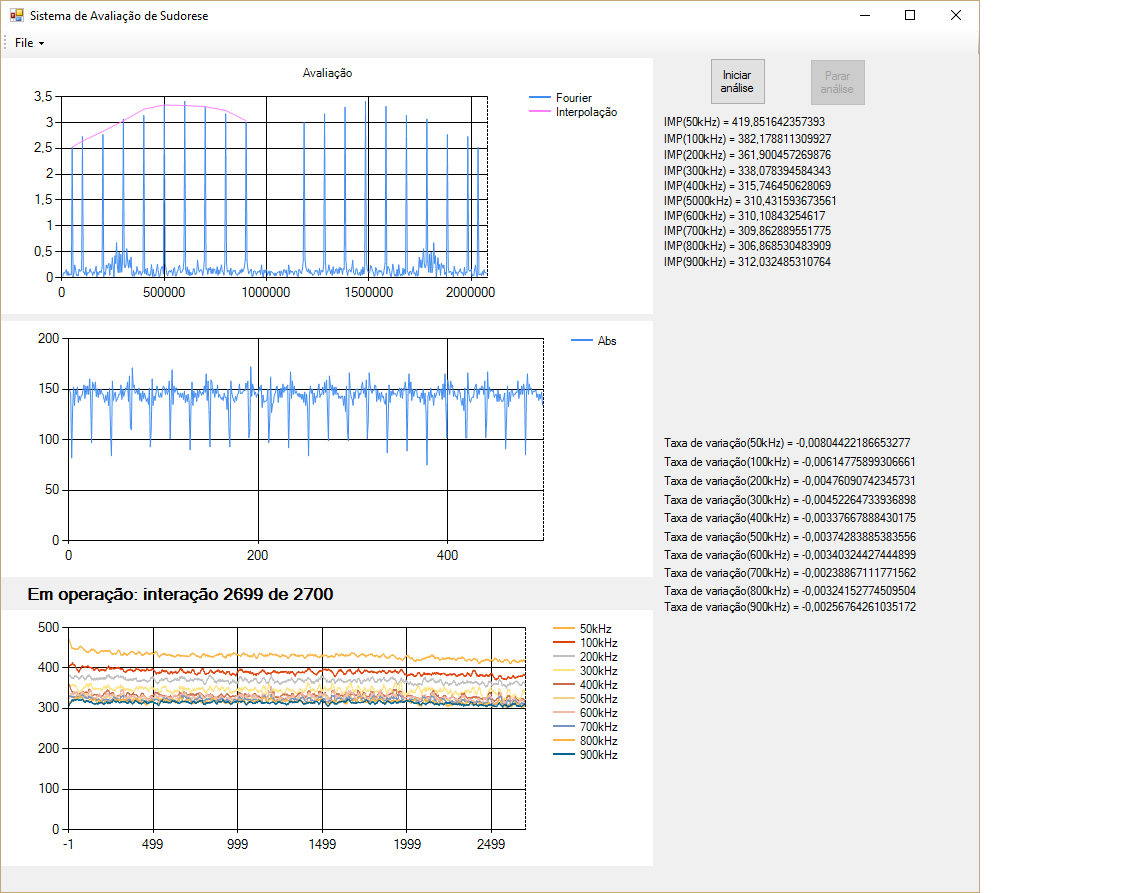 Sistema de Avaliação de Sudorese
File
Avaliação
3,5
3
2,5
2
1,5
1
0,5
0
0 500000 1000000 1500000 2000000
Fourier
Interpolação
Iniciar
análise
Parar
análise
IMP(50kHz) = 419,851642357393
IMP(100kHz) = 382,178811309927
IMP(200kHz) = 361,900457269876
IMP(300kHz) = 338,078394584343
IMP(400kHz) = 315,746450628069
IMP(5000kHz) = 310,431593673561
IMP(600kHz) = 310,10843254617
IMP(700kHz) = 309,862889551775
IMP(800kHz) = 306,868530483909
IMP(900kHz) = 312,032485310764
200
150
100
50
0
0 200 400
Abs
Taxa de variação(50kHz) = -0,00804422186653277
Taxa de variação(100kHz) = -0,00614775899306661
Taxa de variação(200kHz) = -0,00476090742345731
Taxa de variação(300kHz) = -0,00452264733936898
Taxa de variação(400kHz) = -0,00337667888430175
Taxa de variação(500kHz) = -0,00374283885383556
Taxa de variação(600kHz) = -0,00340324427444899
Taxa de variação(700kHz) = -0,00238867111771562
Taxa de variação(800kHz) = -0,00324152774509504
Taxa de variação(900kHz) = -0,00256764261035172
Em operação: interação 2699 de 2700
500
400
300
200
100
0
-1 499 999 1499 1999 2499
50kHz
100kHz
200kHz
300kHz
400kHz
500kHz
600kHz
700kHz
800kHz
900kHz